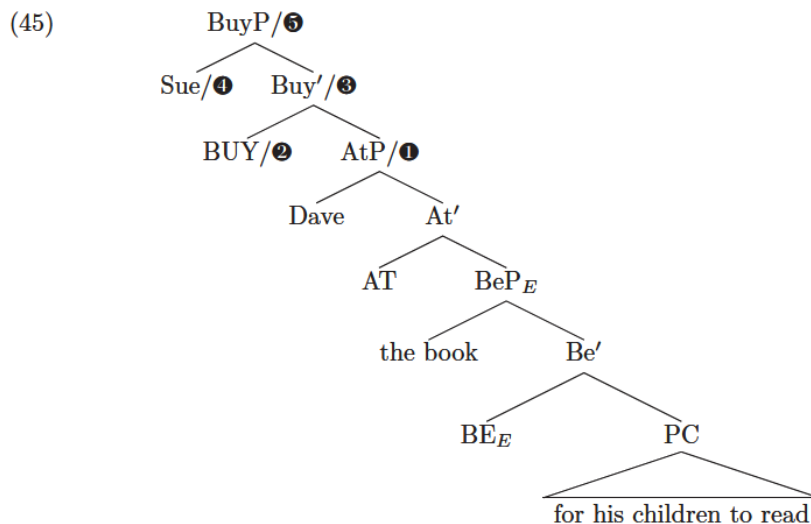 (45) BuyP/❺
Sue/❹ Buy′/❸
BUY/❷ AtP/❶
Dave At′
AT BeP_E
the book Be′
BE_E PC
for his children to read